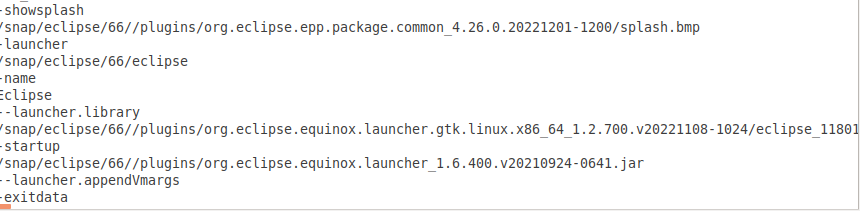 -showsplash
/snap/eclipse/66//plugins/org.eclipse.epp.package.common_4.26.0.20221201-1200/splash.bmp
-launcher
/snap/eclipse/66/eclipse
-name
Eclipse
--launcher.library
/snap/eclipse/66//plugins/org.eclipse.equinox.launcher.gtk.linux.x86_64_1.2.700.v20221108-1024/eclipse_11801
-startup
/snap/eclipse/66//plugins/org.eclipse.equinox.launcher_1.6.400.v20210924-0641.jar
--launcher.appendVmargs
-exitdata